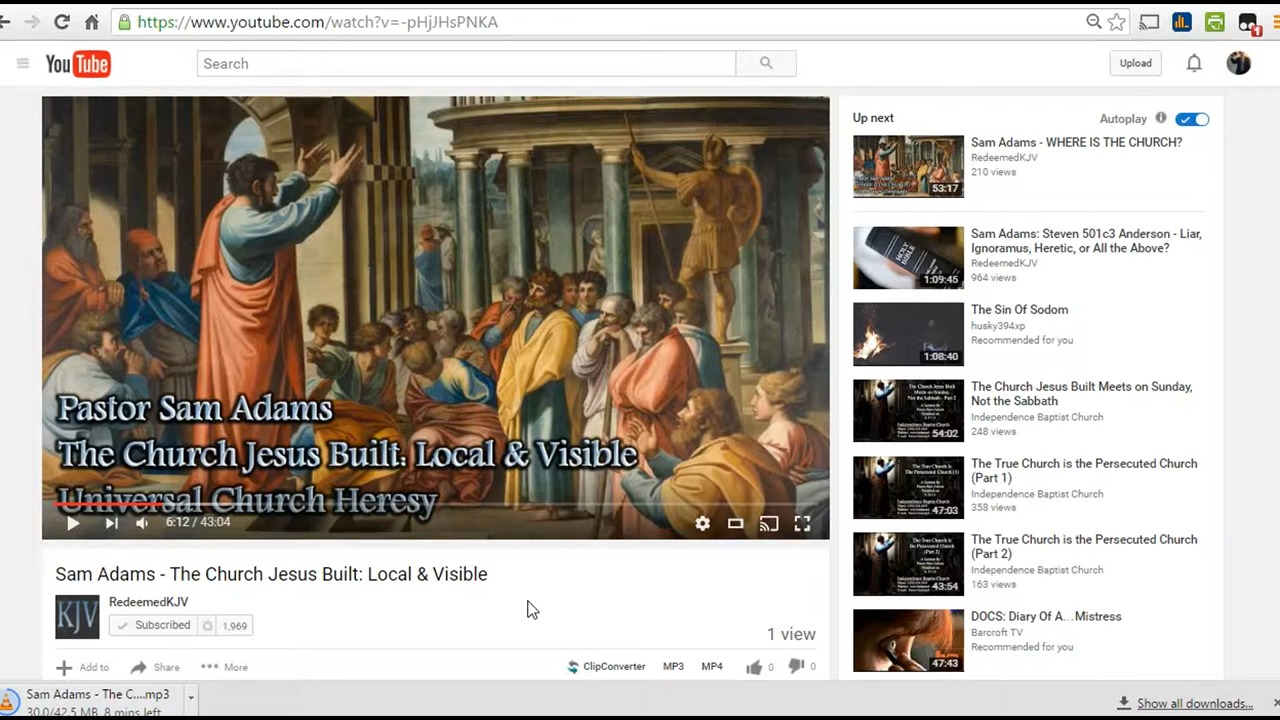 https://www.youtube.com/watch?v=-pHjJHsPNKA
1
YouTube
Search
Upload
Pastor Sam Adams
The Church Jesus Built: Local & Visible
Universal Church Heresy
6:12 / 43:04
Sam Adams - The Church Jesus Built: Local & Visible
KJV
RedeemedKJV
Subscribed 1,969
1 view
Add to Share More
ClipConverter MP3 MP4 0 0
Up next
Autoplay
53:17
Sam Adams - WHERE IS THE CHURCH?
RedeemedKJV
210 views
HOLY BIBLE
1:09:45
Sam Adams: Steven 501c3 Anderson - Liar,
Ignoramus, Heretic, or All the Above?
RedeemedKJV
964 views
1:08:40
The Sin Of Sodom
husky394xp
Recommended for you
54:02
The Church Jesus Built Meets on Sunday,
Not the Sabbath
Independence Baptist Church
248 views
47:03
The True Church is the Persecuted Church
(Part 1)
Independence Baptist Church
358 views
43:54
The True Church is the Persecuted Church
(Part 2)
Independence Baptist Church
163 views
47:43
DOCS: Diary Of A...Mistress
Barcroft TV
Recommended for you
Sam Adams - The C....mp3
30.0/42.5 MB, 8 mins left
Show all downloads...